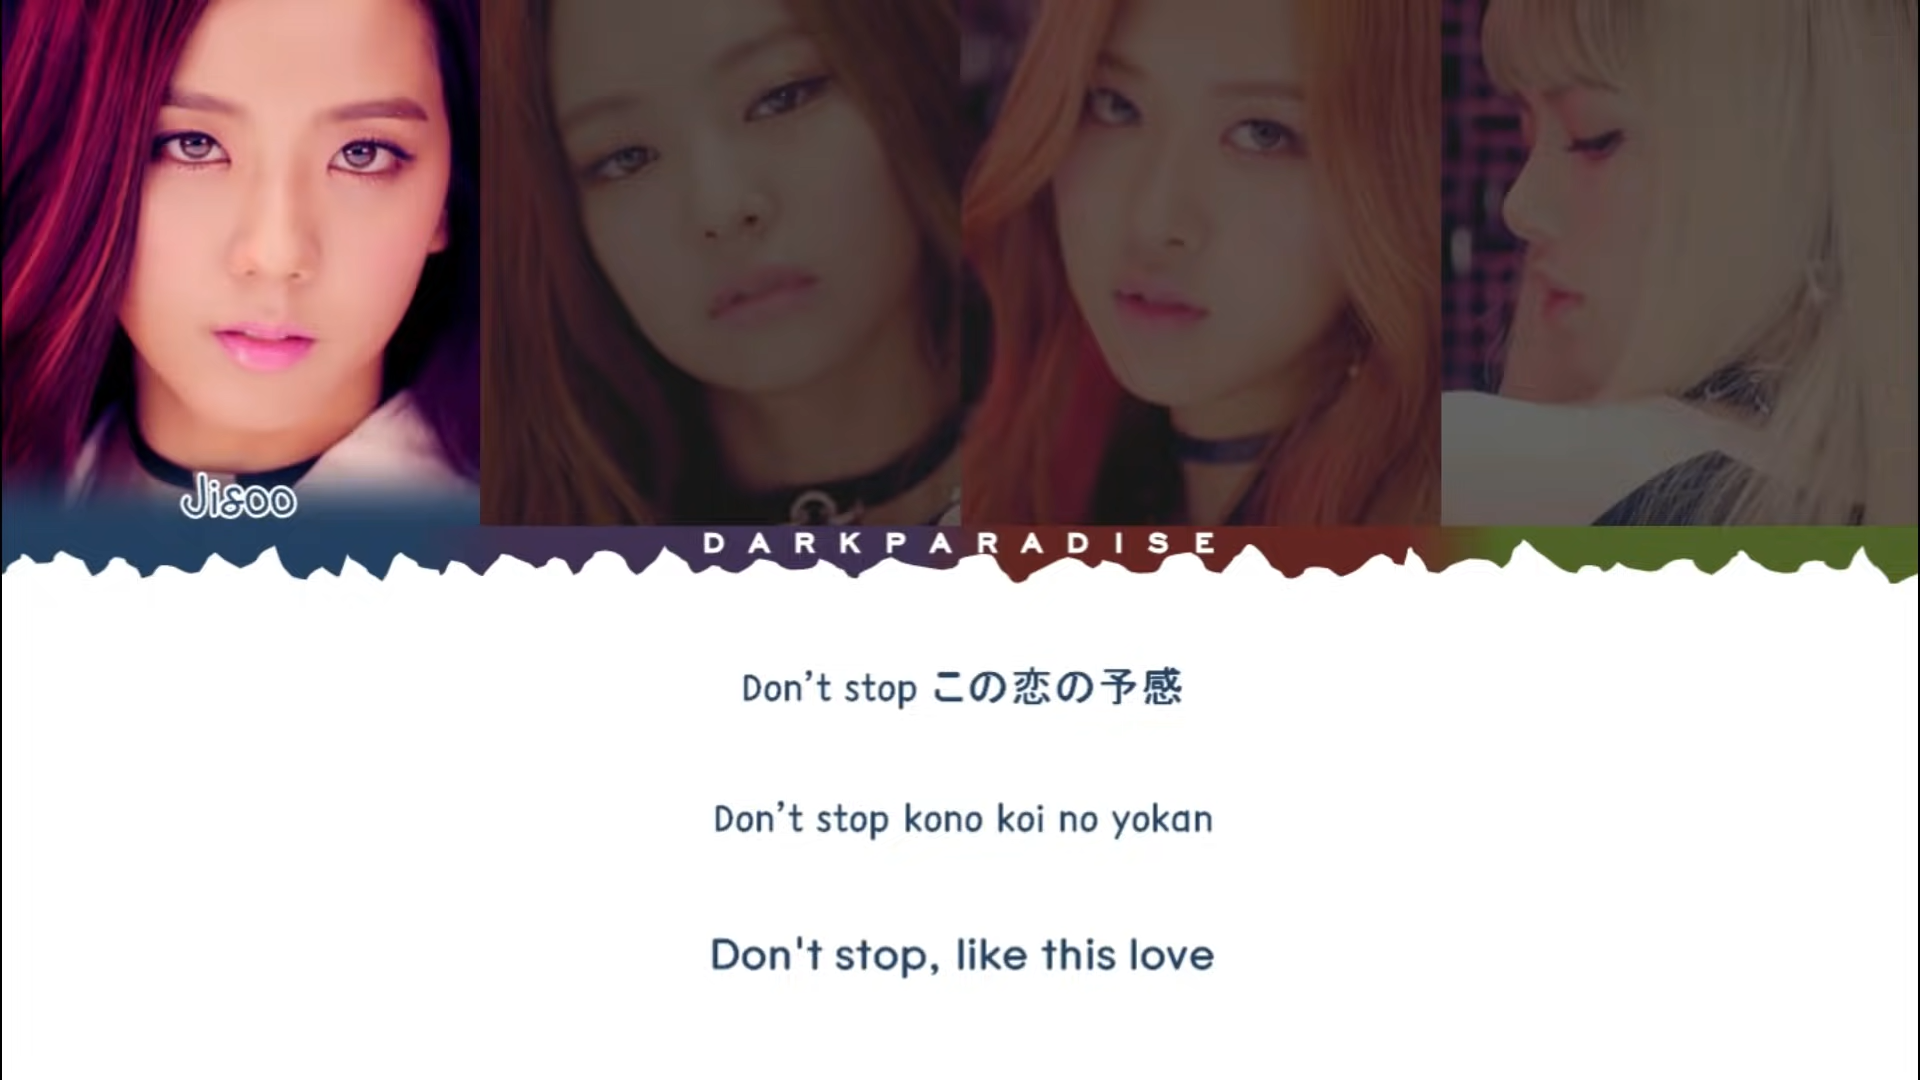 Jisoo
DARKPARADISE
Don’t stop この恋の予感
Don’t stop kono koi no yokan
Don't stop, like this love